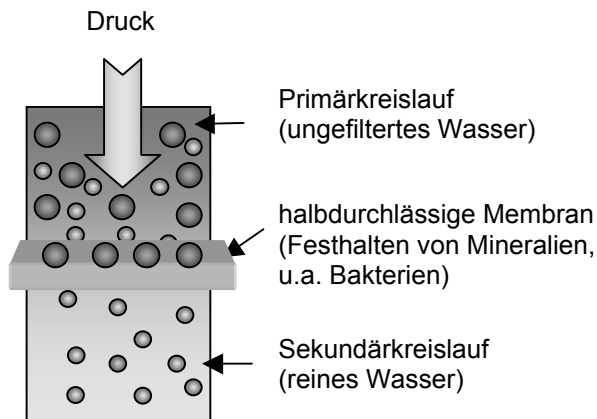 Druck
Primärkreislauf
(ungefiltertes Wasser)
halbdurchlässige Membran
(Festhalten von Mineralien,
u.a. Bakterien)
Sekundärkreislauf
(reines Wasser)